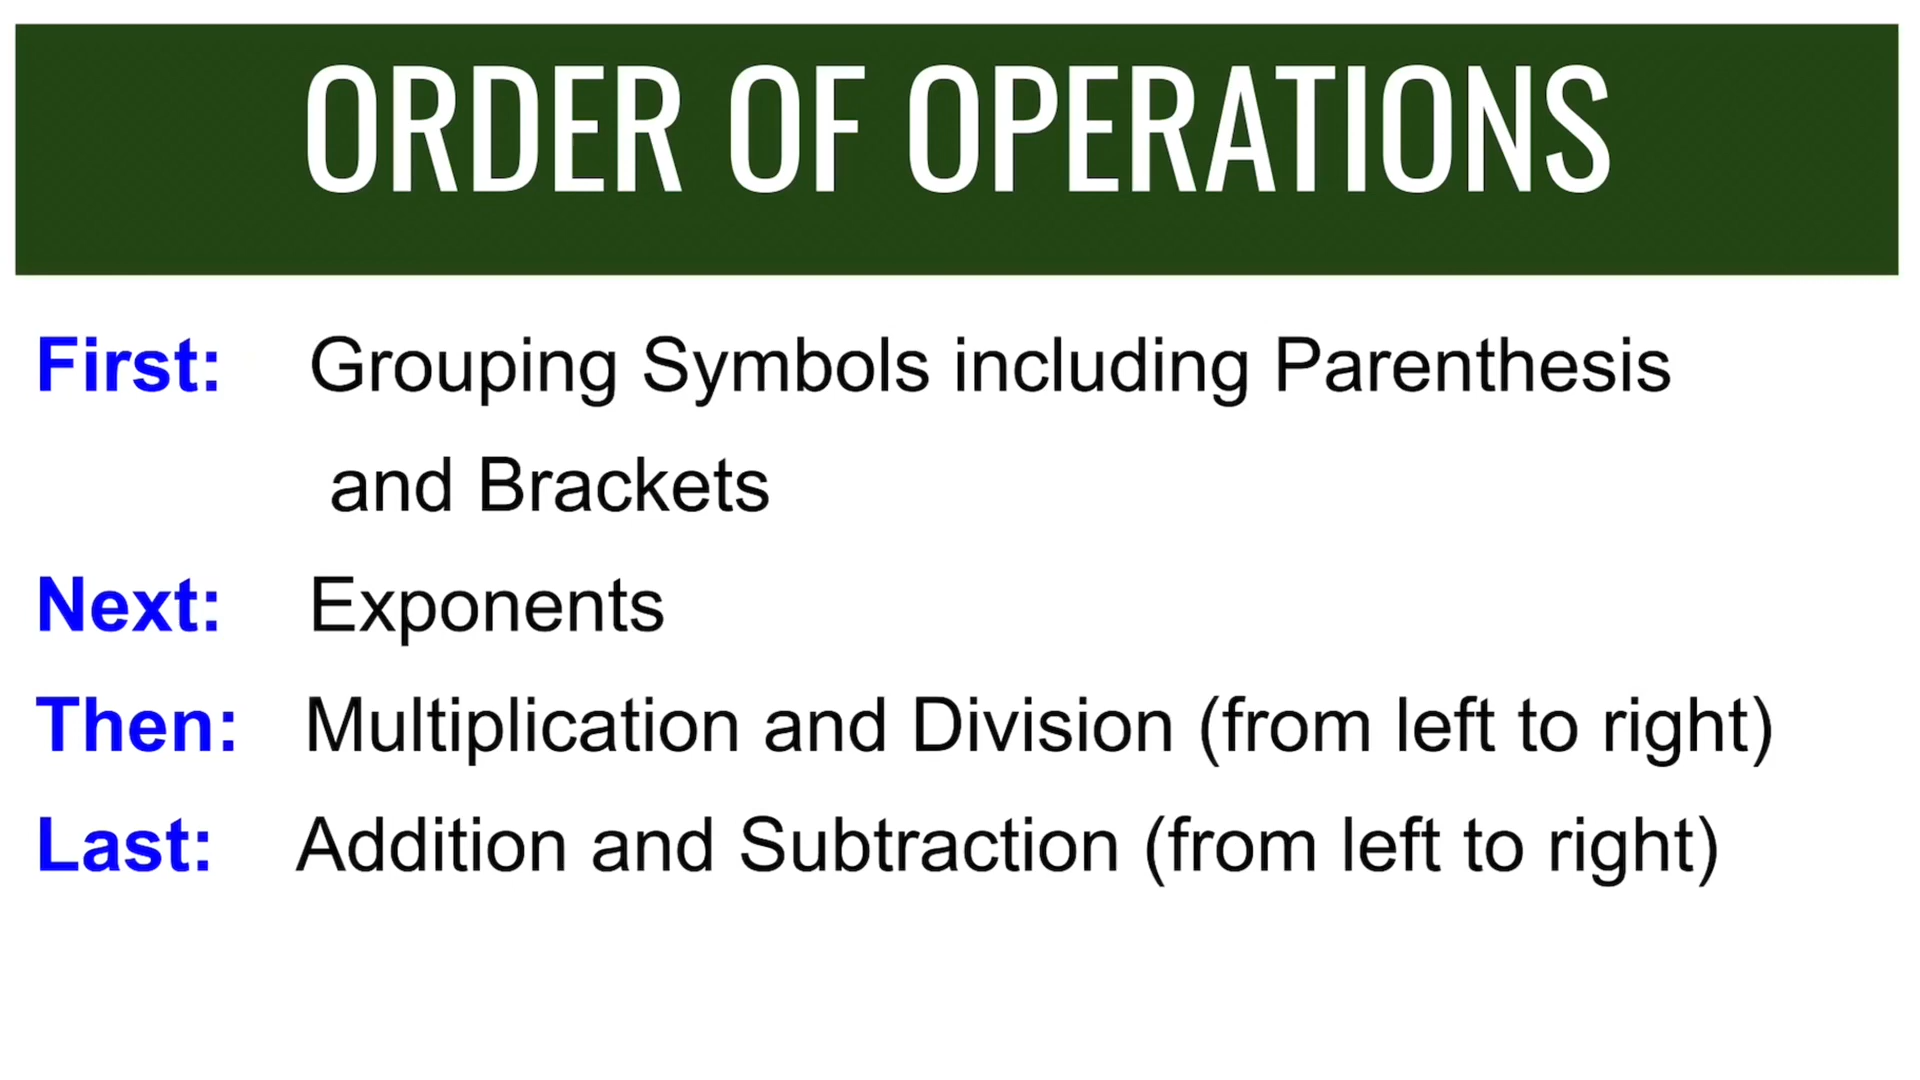 ORDER OF OPERATIONS
First: Grouping Symbols including Parenthesis
and Brackets
Next: Exponents
Then: Multiplication and Division (from left to right)
Last: Addition and Subtraction (from left to right)